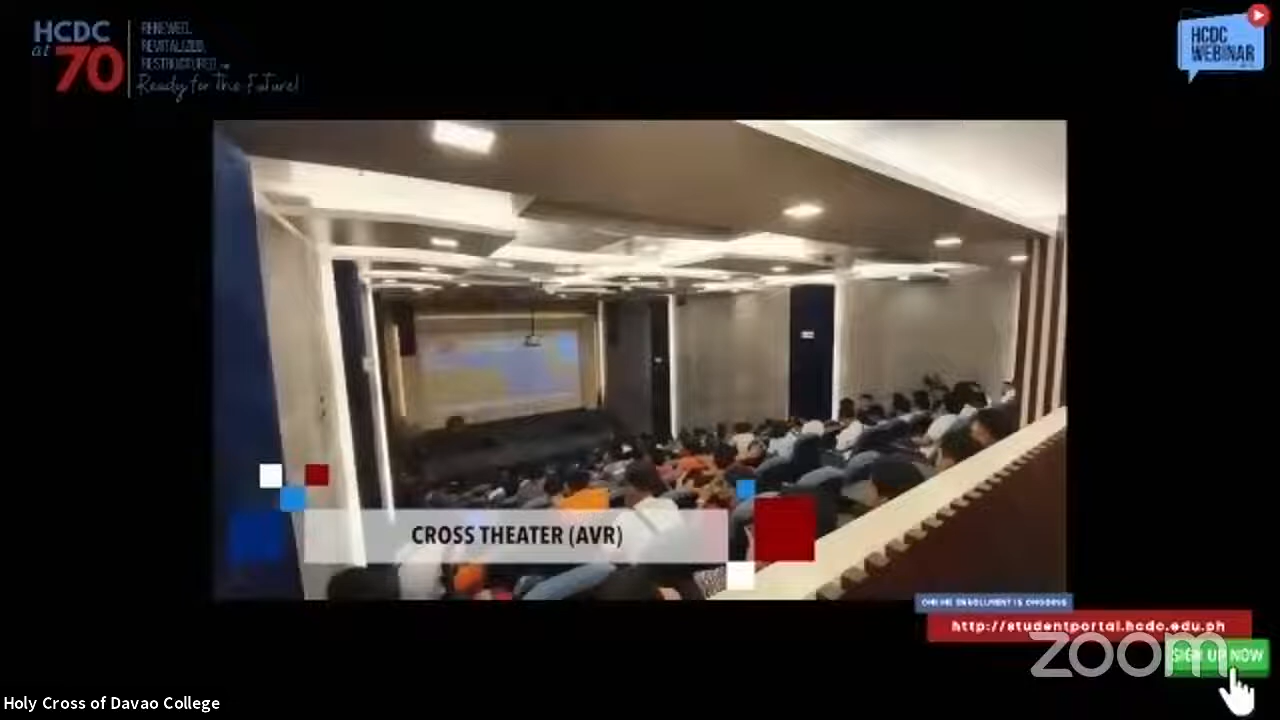 HCDC
at 70
RENEWED,
REVITALIZED,
RESTRUCTURED
Ready for the Future!
HCDC
WEBINAR
CROSS THEATER (AVR)
ONLINE ENROLLMENT IS ONGOING
http://studentportal.hcdc.edu.ph
zoom
SIGN UP NOW
Holy Cross of Davao College